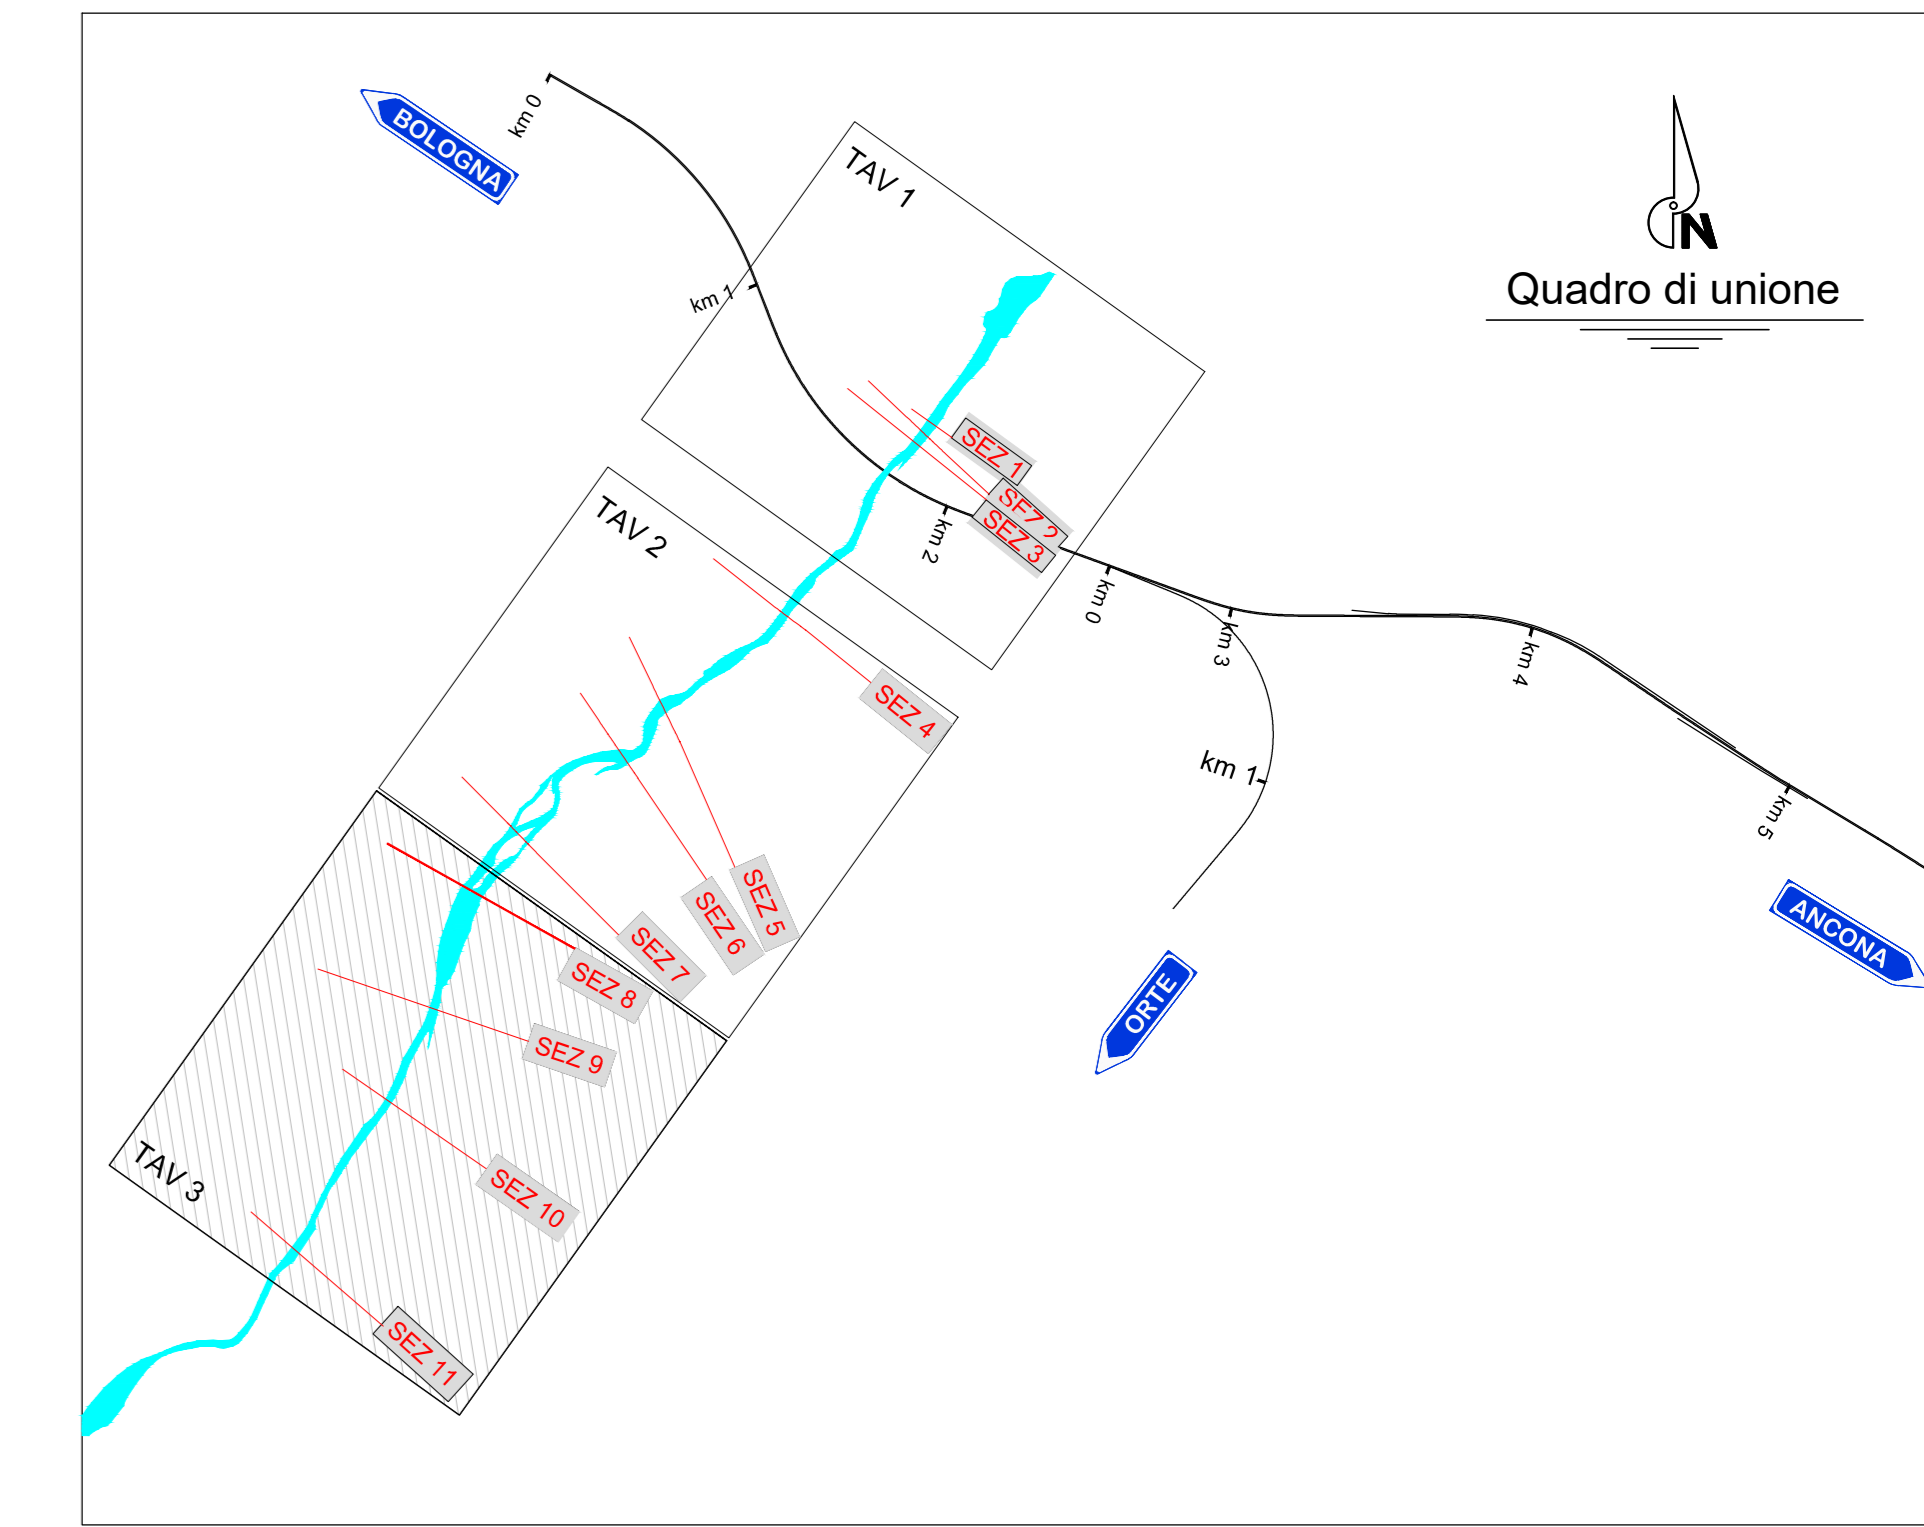 km 0
BOLOGNA
TAV 1
N
Quadro di unione
km 1
SEZ 1
SEZ 2
SEZ 3
TAV 2
km 2
km 0
km 3
km 4
SEZ 4
km 1
km 5
SEZ 5
SEZ 6
SEZ 7
ANCONA
SEZ 8
ORTE
SEZ 9
TAV 3
SEZ 10
SEZ 11